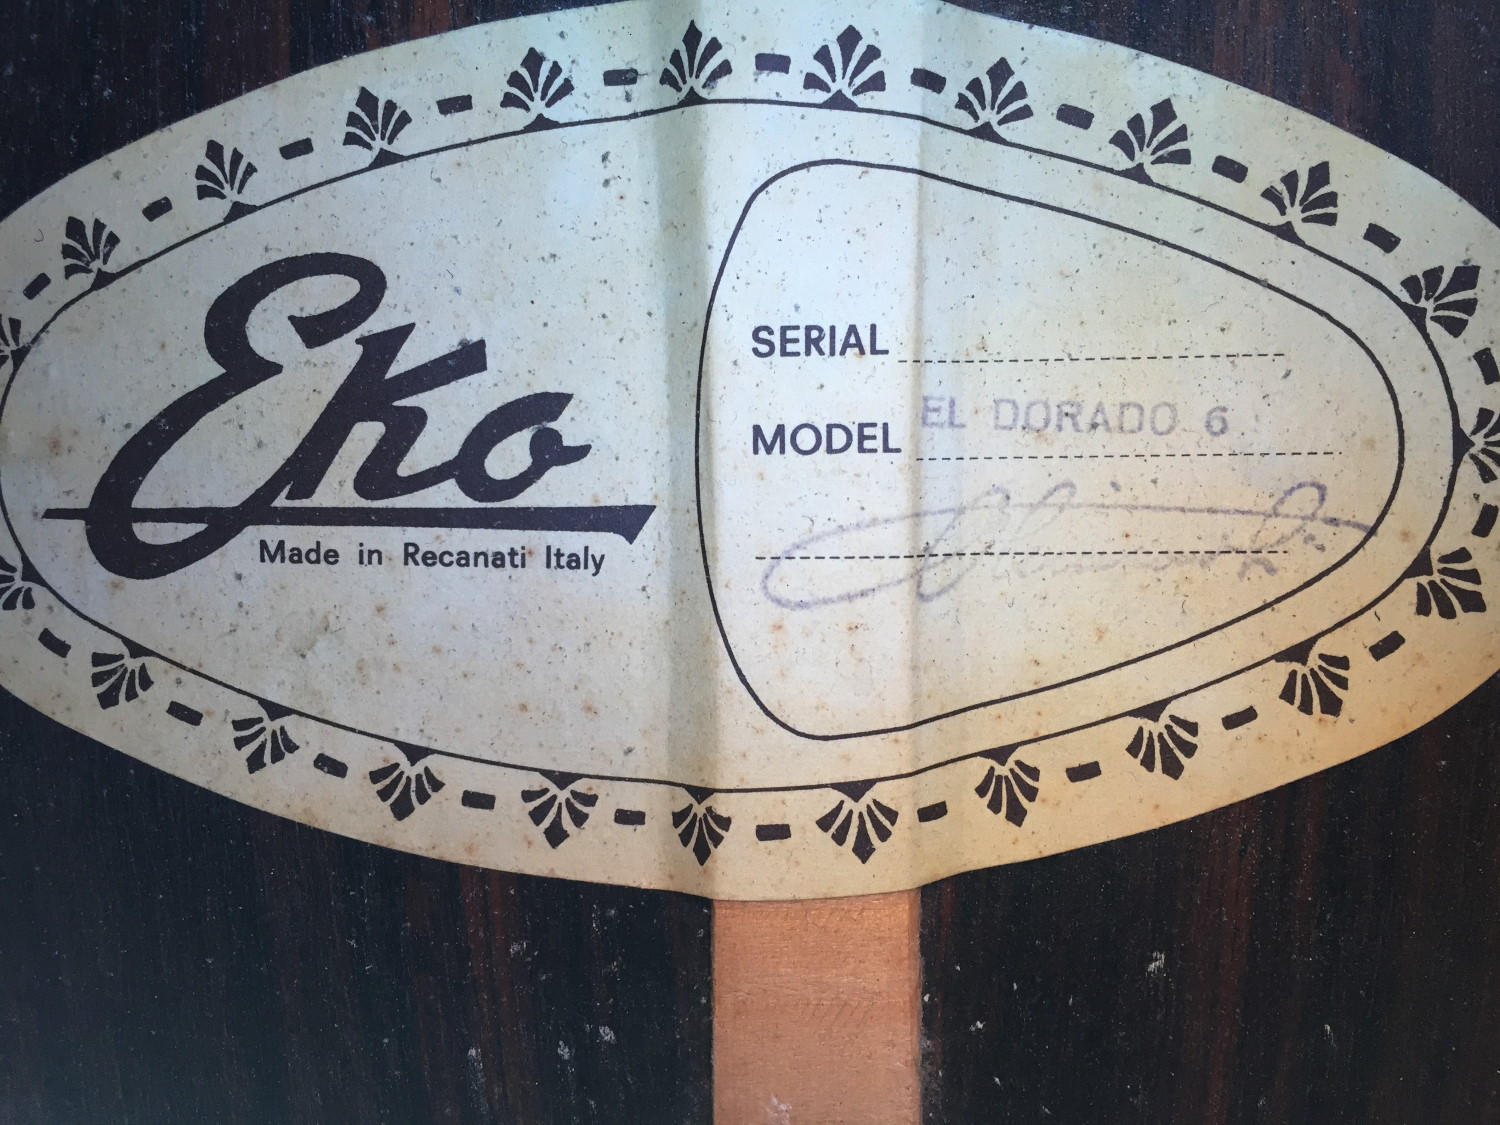 Eko
Made in Recanati Italy
SERIAL
MODEL EL DORADO 6